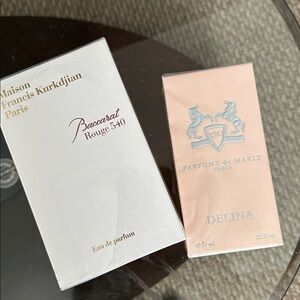 Maison
Francis Kurkdjian
Paris
Baccarat
Rouge 540
Eau de parfum
PARFUMS de MARLY
PARIS
DELINA